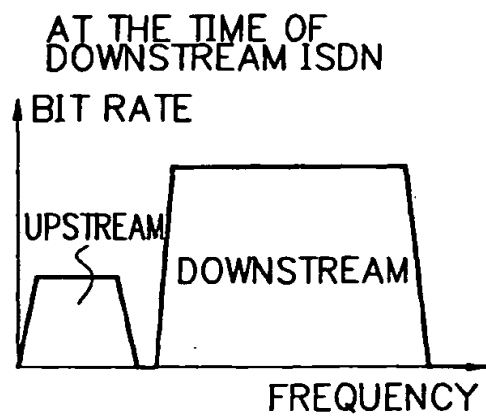 AT THE TIME OF
DOWNSTREAM ISDN
BIT RATE
UPSTREAM
DOWNSTREAM
FREQUENCY